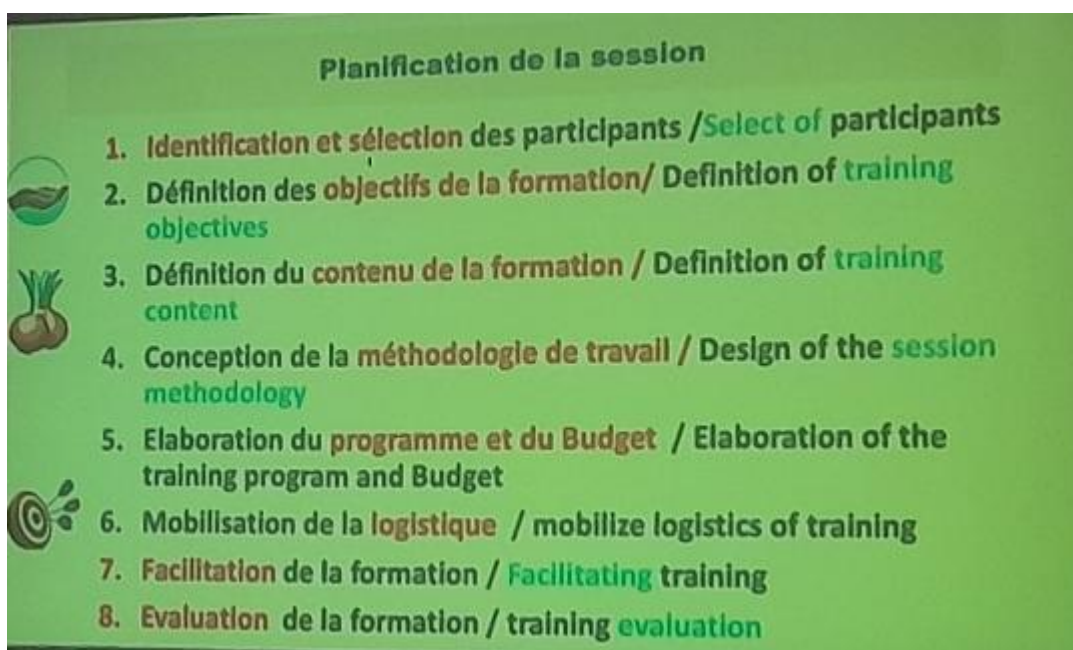 Planification de la session
1. Identification et sélection des participants /Select of participants
2. Définition des objectifs de la formation/ Definition of training
objectives
3. Définition du contenu de la formation / Definition of training
content
4. Conception de la méthodologie de travail / Design of the session
methodology
5. Elaboration du programme et du Budget / Elaboration of the
training program and Budget
6. Mobilisation de la logistique / mobilize logistics of training
7. Facilitation de la formation / Facilitating training
8. Evaluation de la formation / training evaluation